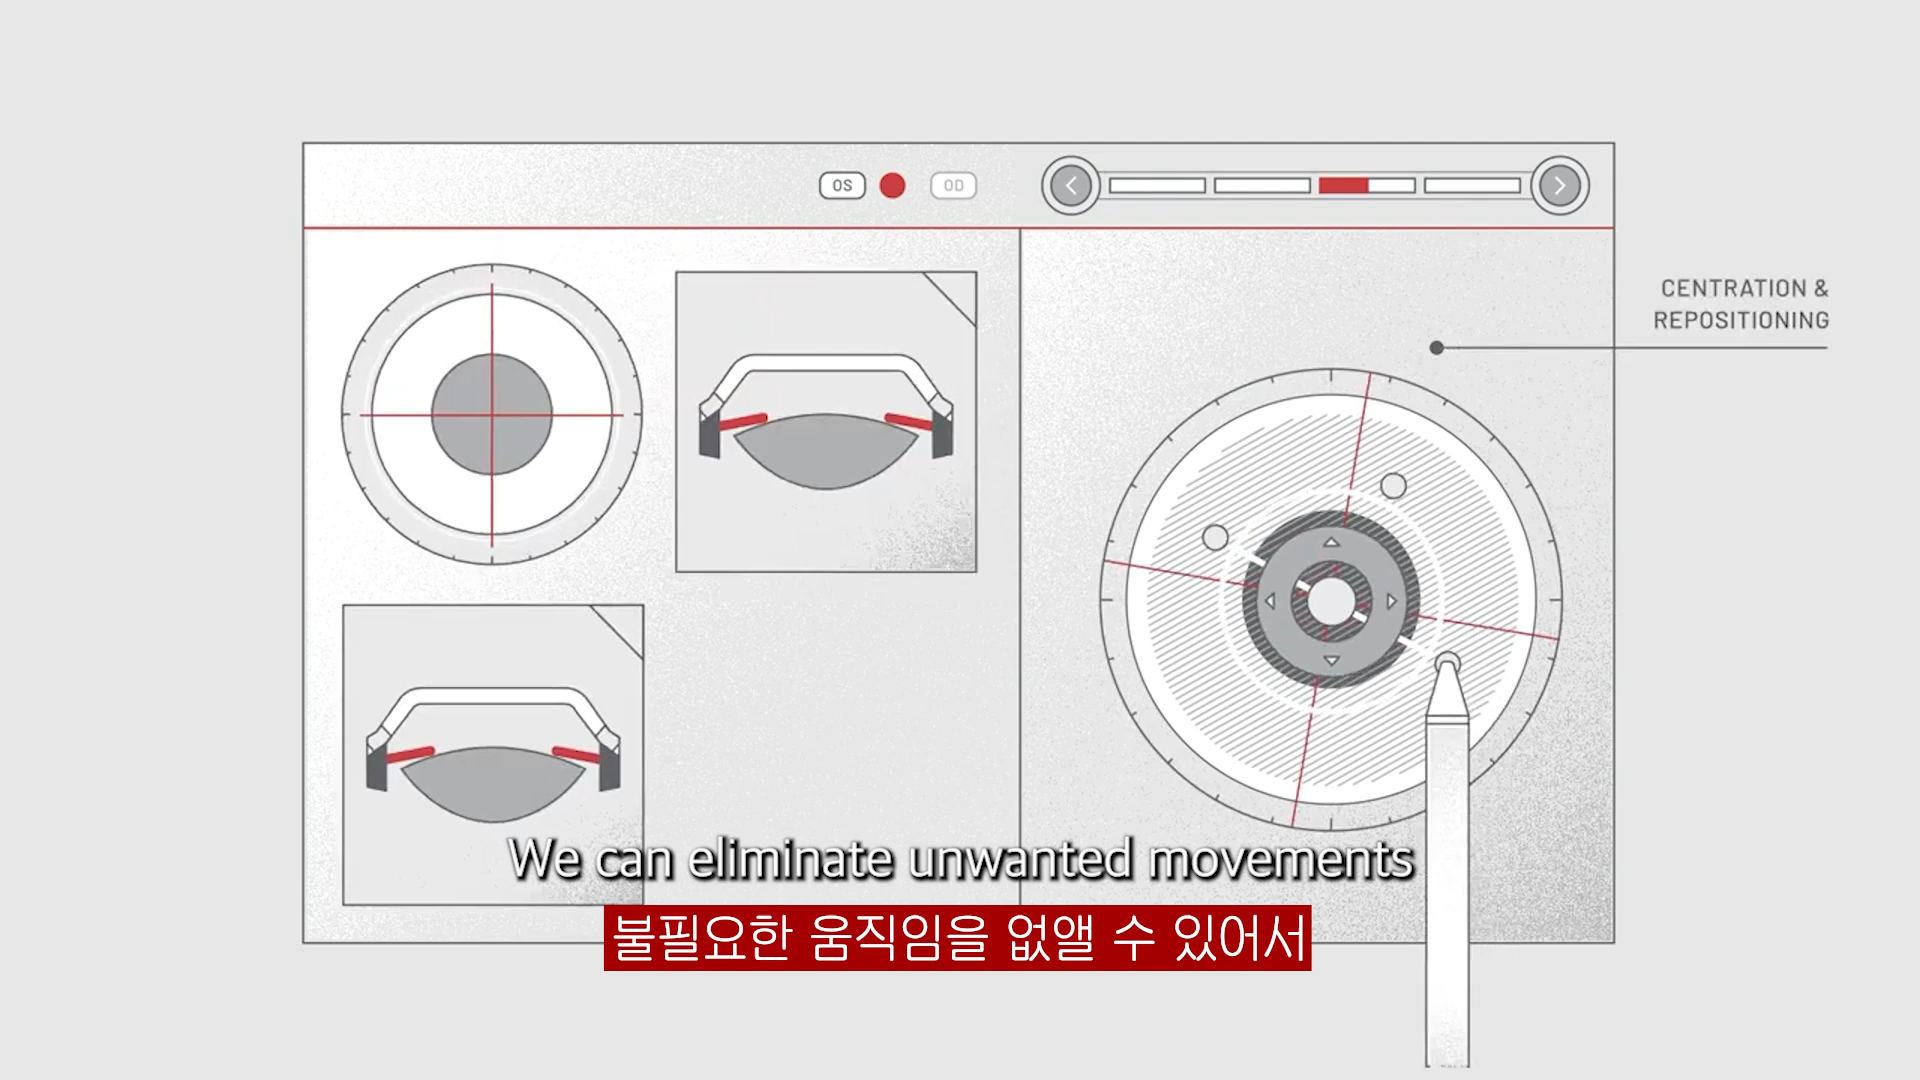 OS
OD
CENTRATION &
REPOSITIONING
We can eliminate unwanted movements
불필요한 움직임을 없앨 수 있어서